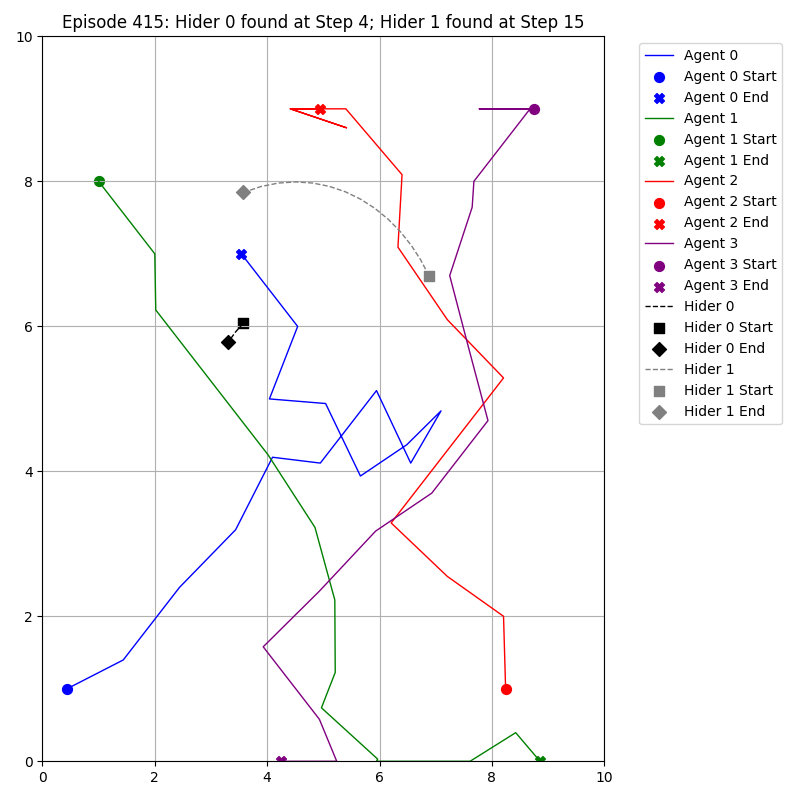 Episode 415: Hider 0 found at Step 4; Hider 1 found at Step 15
10
8
6
4
2
0
0
2
4
6
8
10
Agent 0
Agent 0 Start
Agent 0 End
Agent 1
Agent 1 Start
Agent 1 End
Agent 2
Agent 2 Start
Agent 2 End
Agent 3
Agent 3 Start
Agent 3 End
Hider 0
Hider 0 Start
Hider 0 End
Hider 1
Hider 1 Start
Hider 1 End